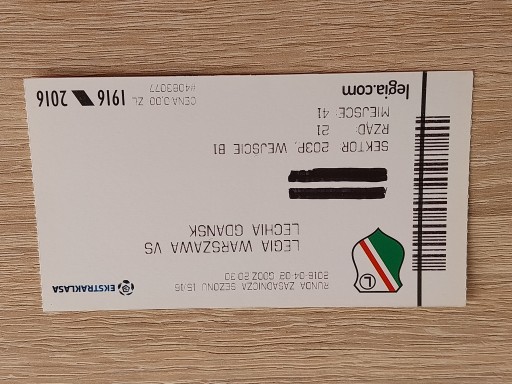 EKSTRAKLASA
RUNDA ZASADNICZA SEZONU 15/16
2016-04-02 GODZ 20:30
LEGIA WARSZAWA VS
LECHIA GDANSK
SEKTOR: 203P, WEJSCIE B1
RZĄD: 21
MIEJSCE: 41
legia.com
CENA:0,00 ZL
#4083077
1916 2016
L